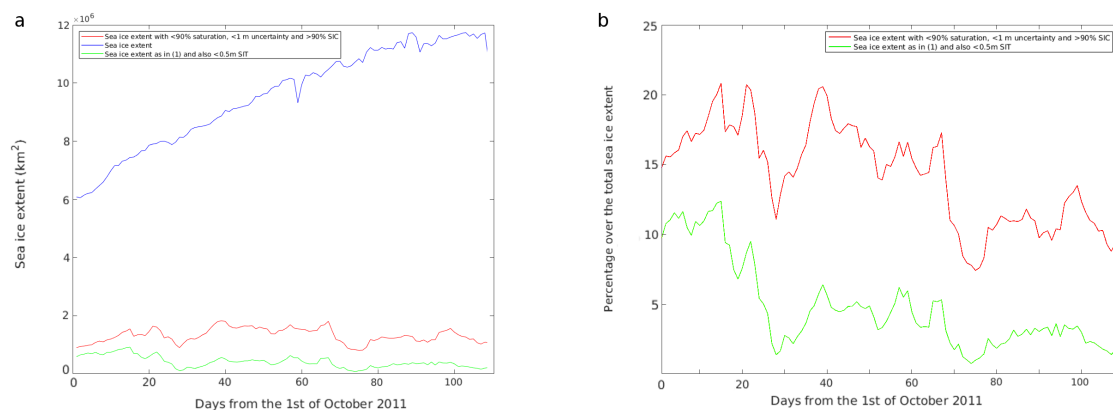 a
×10⁶
12
10
8
6
4
2
0
0 20 40 60 80 100
Sea ice extent (km²)
Days from the 1st of October 2011
Sea ice extent with <90% saturation, <1 m uncertainty and >90% SIC
Sea ice extent
Sea ice extent as in (1) and also <0.5m SIT
b
25
20
15
10
5
0 20 40 60 80 100
Percentage over the total sea ice extent
Days from the 1st of October 2011
Sea ice extent with <90% saturation, <1 m uncertainty and >90% SIC
Sea ice extent as in (1) and also <0.5m SIT